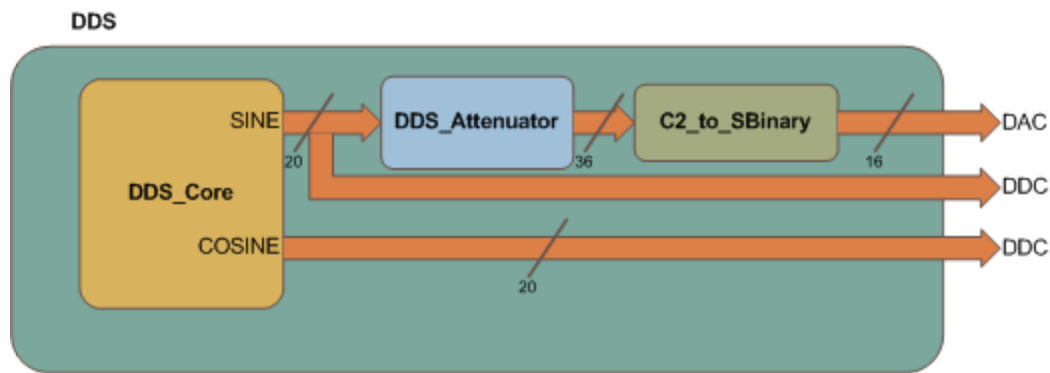 DDS
SINE
DDS_Attenuator
C2_to_SBinary
DAC
20
36
16
DDS_Core
DDC
COSINE
DDC
20